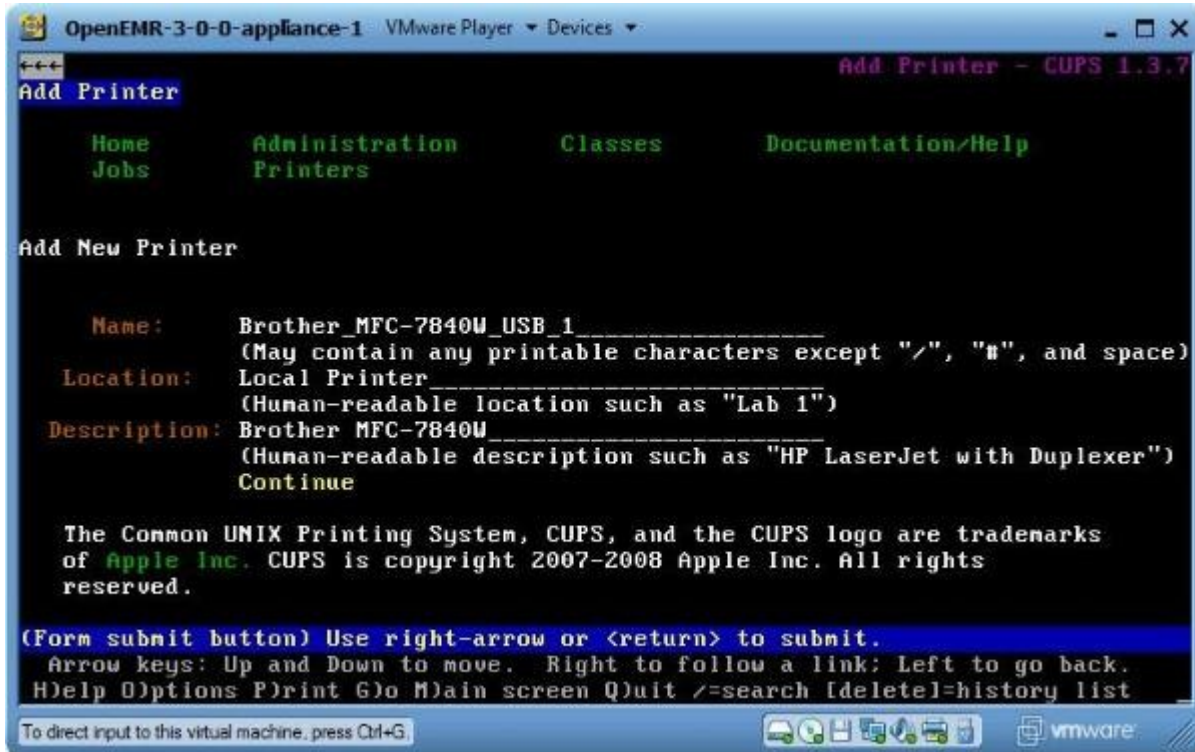 OpenEMR-3-0-0-appliance-1 VMware Player Devices
←←← Add Printer - CUPS 1.3.7
Add Printer
Home Administration Classes Documentation/Help
Jobs Printers
Add New Printer
Name: Brother_MFC-7840W_USB_1__________________
(May contain any printable characters except "/", "#", and space)
Location: Local Printer_____________________________
(Human-readable location such as "Lab 1")
Description: Brother MFC-7840W_________________________
(Human-readable description such as "HP LaserJet with Duplexer")
Continue
The Common UNIX Printing System, CUPS, and the CUPS logo are trademarks
of Apple Inc. CUPS is copyright 2007-2008 Apple Inc. All rights
reserved.
(Form submit button) Use right-arrow or <return> to submit.
Arrow keys: Up and Down to move. Right to follow a link; Left to go back.
H)elp O)ptions P)rint G)o M)ain screen Q)uit /=search [delete]=history list
To direct input to this virtual machine, press Ctrl+G. vmware